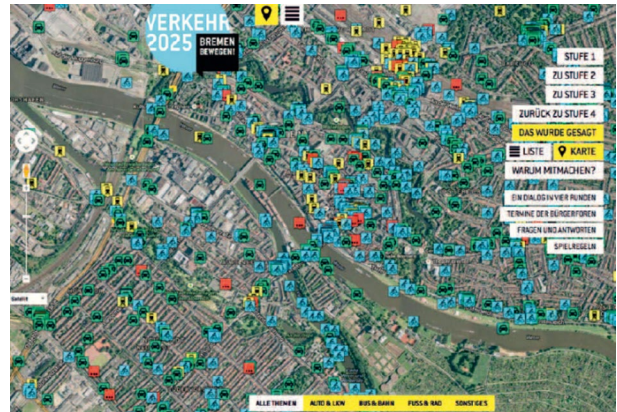 VERKEHR
2025
BREMEN
BEWEGEN!
STUFE 1
ZU STUFE 2
ZU STUFE 3
ZURÜCK ZU STUFE 4
DAS WURDE GESAGT
LISTE
KARTE
WARUM MITMACHEN?
EIN DIALOG IN VIER RUNDEN
TERMINE DER BÜRGERFOREN
FRAGEN UND ANTWORTEN
SPIELREGELN
ALLE THEMEN AUTO & LKW BUS & BAHN FUSS & RAD SONSTIGES